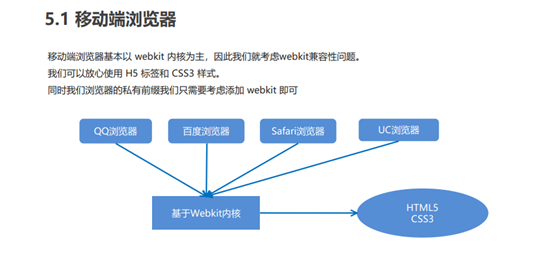 5.1 移动端浏览器
移动端浏览器基本以 webkit 内核为主，因此我们就考虑webkit兼容性问题。
我们可以放心使用 H5 标签和 CSS3 样式。
同时我们浏览器的私有前缀我们只需要考虑添加 webkit 即可
QQ浏览器
百度浏览器
Safari浏览器
UC浏览器
基于Webkit内核
HTML5
CSS3